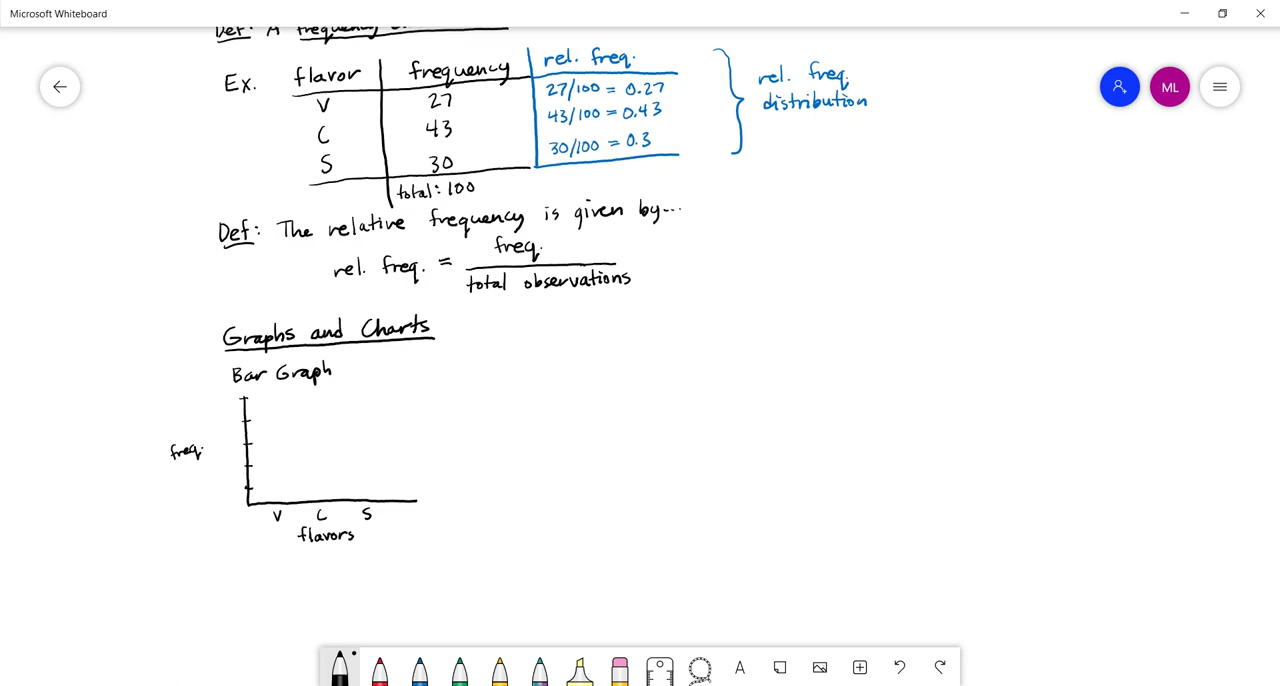 Microsoft Whiteboard
Def: A frequency
Ex. flavor frequency rel. freq.
V 27 27/100 = 0.27
C 43 43/100 = 0.43
S 30 30/100 = 0.3
total: 100
rel. freq.
distribution
ML
Def: The relative frequency is given by...
rel. freq. = freq.
total observations
Graphs and Charts
Bar Graph
freq.
V C S
flavors
A